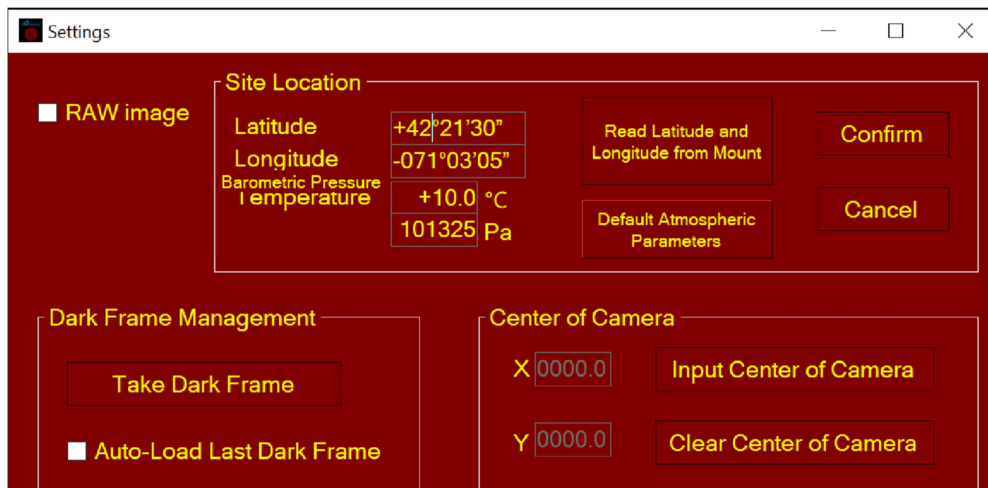 Settings
RAW image
Site Location
Latitude
+42°21'30"
Longitude
-071°03'05"
Barometric Pressure
Temperature
+10.0 °C
101325 Pa
Read Latitude and
Longitude from Mount
Default Atmospheric
Parameters
Confirm
Cancel
Dark Frame Management
Take Dark Frame
Auto-Load Last Dark Frame
Center of Camera
X 0000.0
Input Center of Camera
Y 0000.0
Clear Center of Camera